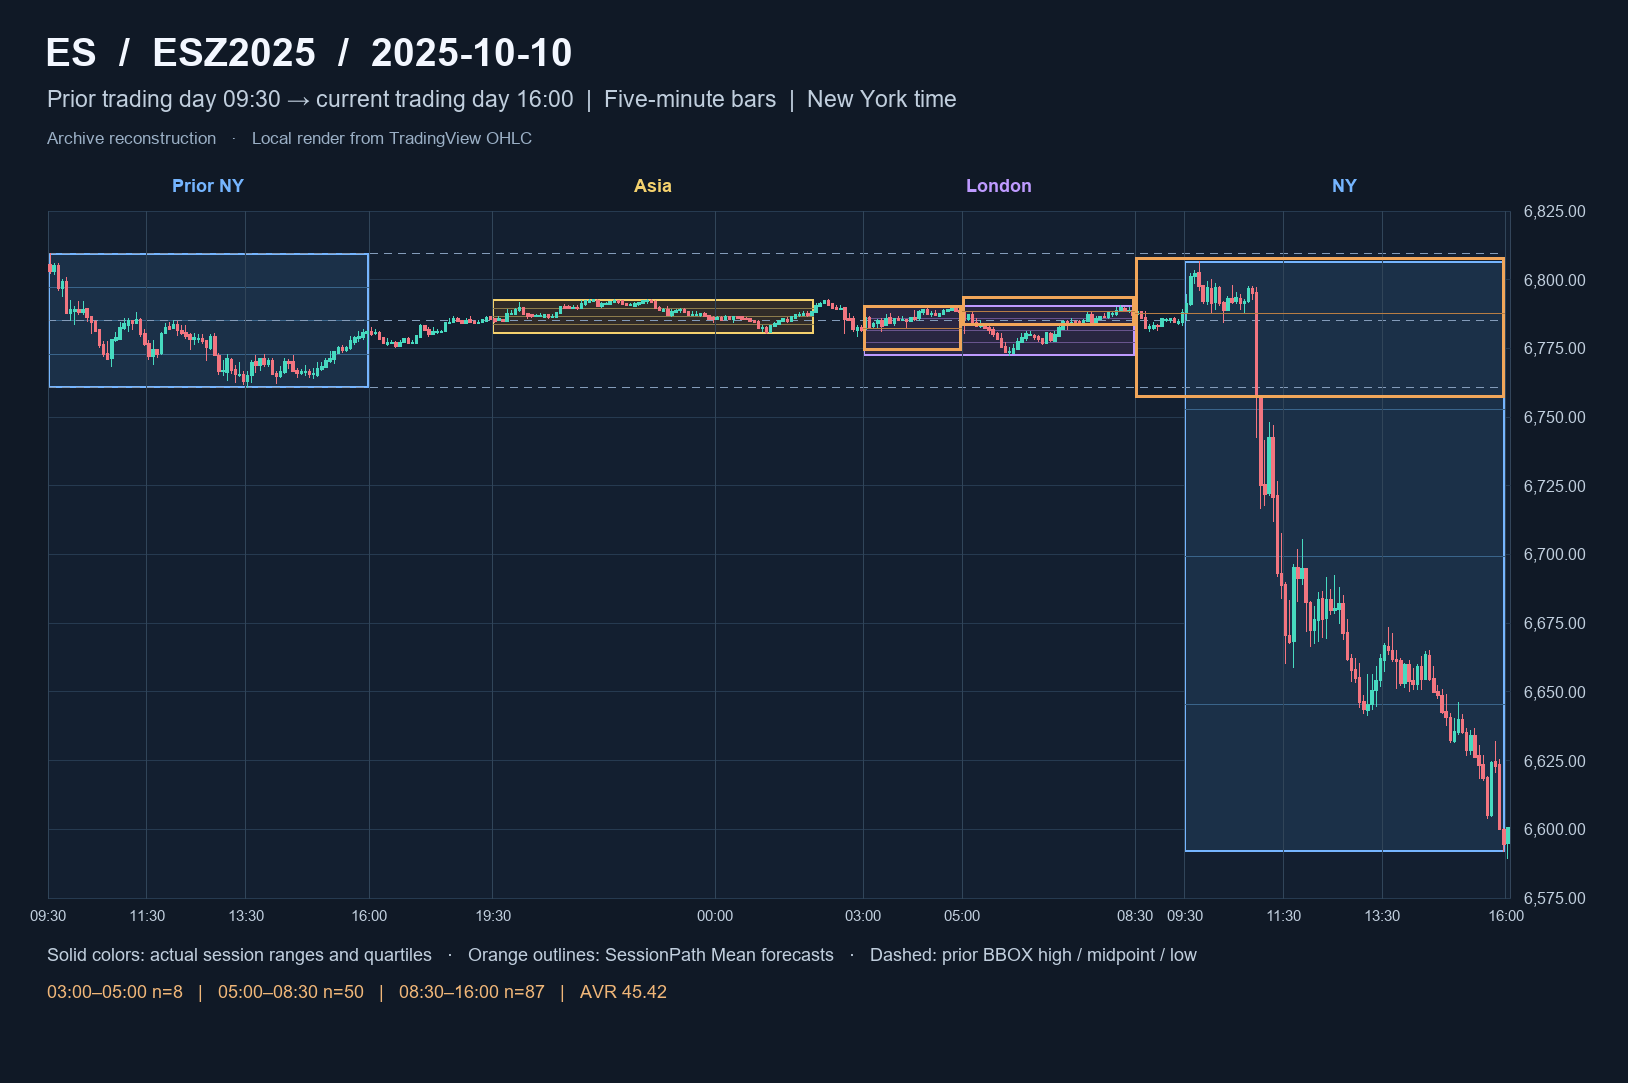 ES / ESZ2025 / 2025-10-10
Prior trading day 09:30 → current trading day 16:00 | Five-minute bars | New York time
Archive reconstruction · Local render from TradingView OHLC
Prior NY Asia London NY
6,825.00
6,800.00
6,775.00
6,750.00
6,725.00
6,700.00
6,675.00
6,650.00
6,625.00
6,600.00
6,575.00
09:30 11:30 13:30 16:00 19:30 00:00 03:00 05:00 08:30 09:30 11:30 13:30 16:00
Solid colors: actual session ranges and quartiles · Orange outlines: SessionPath Mean forecasts · Dashed: prior BBOX high / midpoint / low
03:00–05:00 n=8 | 05:00–08:30 n=50 | 08:30–16:00 n=87 | AVR 45.42